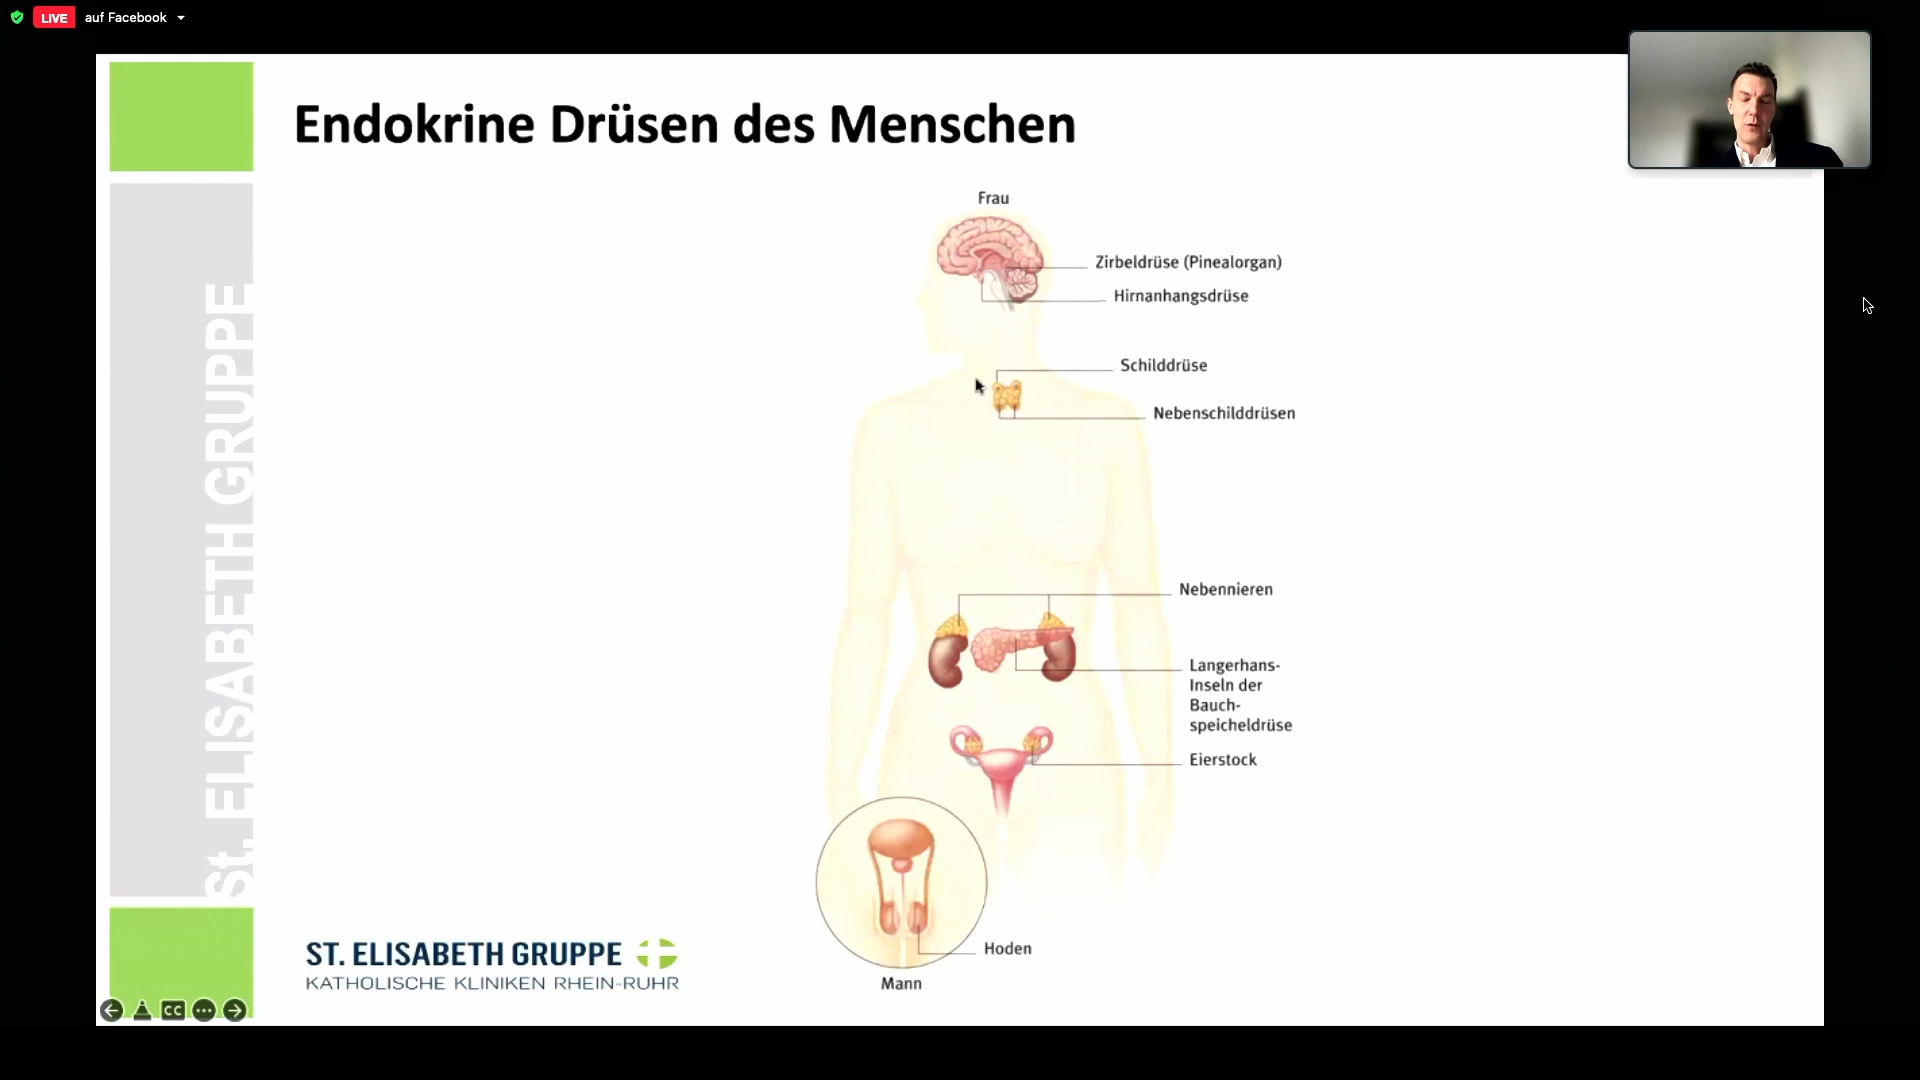 LIVE auf Facebook
Endokrine Drüsen des Menschen
St. ELISABETH GRUPPE
Frau
Zirbeldrüse (Pinealorgan)
Hirnanhangsdrüse
Schilddrüse
Nebenschilddrüsen
Nebennieren
Langerhans-
Inseln der
Bauch-
speicheldrüse
Eierstock
Hoden
Mann
ST. ELISABETH GRUPPE
KATHOLISCHE KLINIKEN RHEIN-RUHR
CC